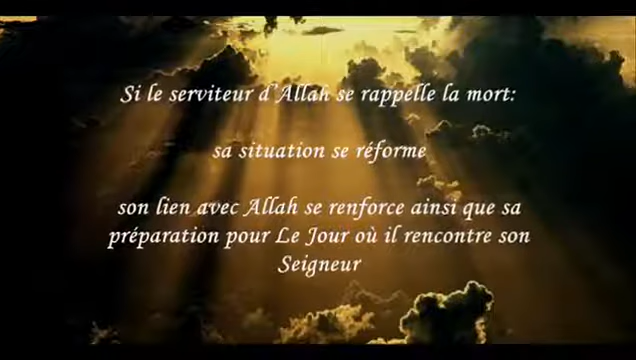 Si le serviteur d'Allah se rappelle la mort:
sa situation se réforme
son lien avec Allah se renforce ainsi que sa
préparation pour Le Jour où il rencontre son
Seigneur